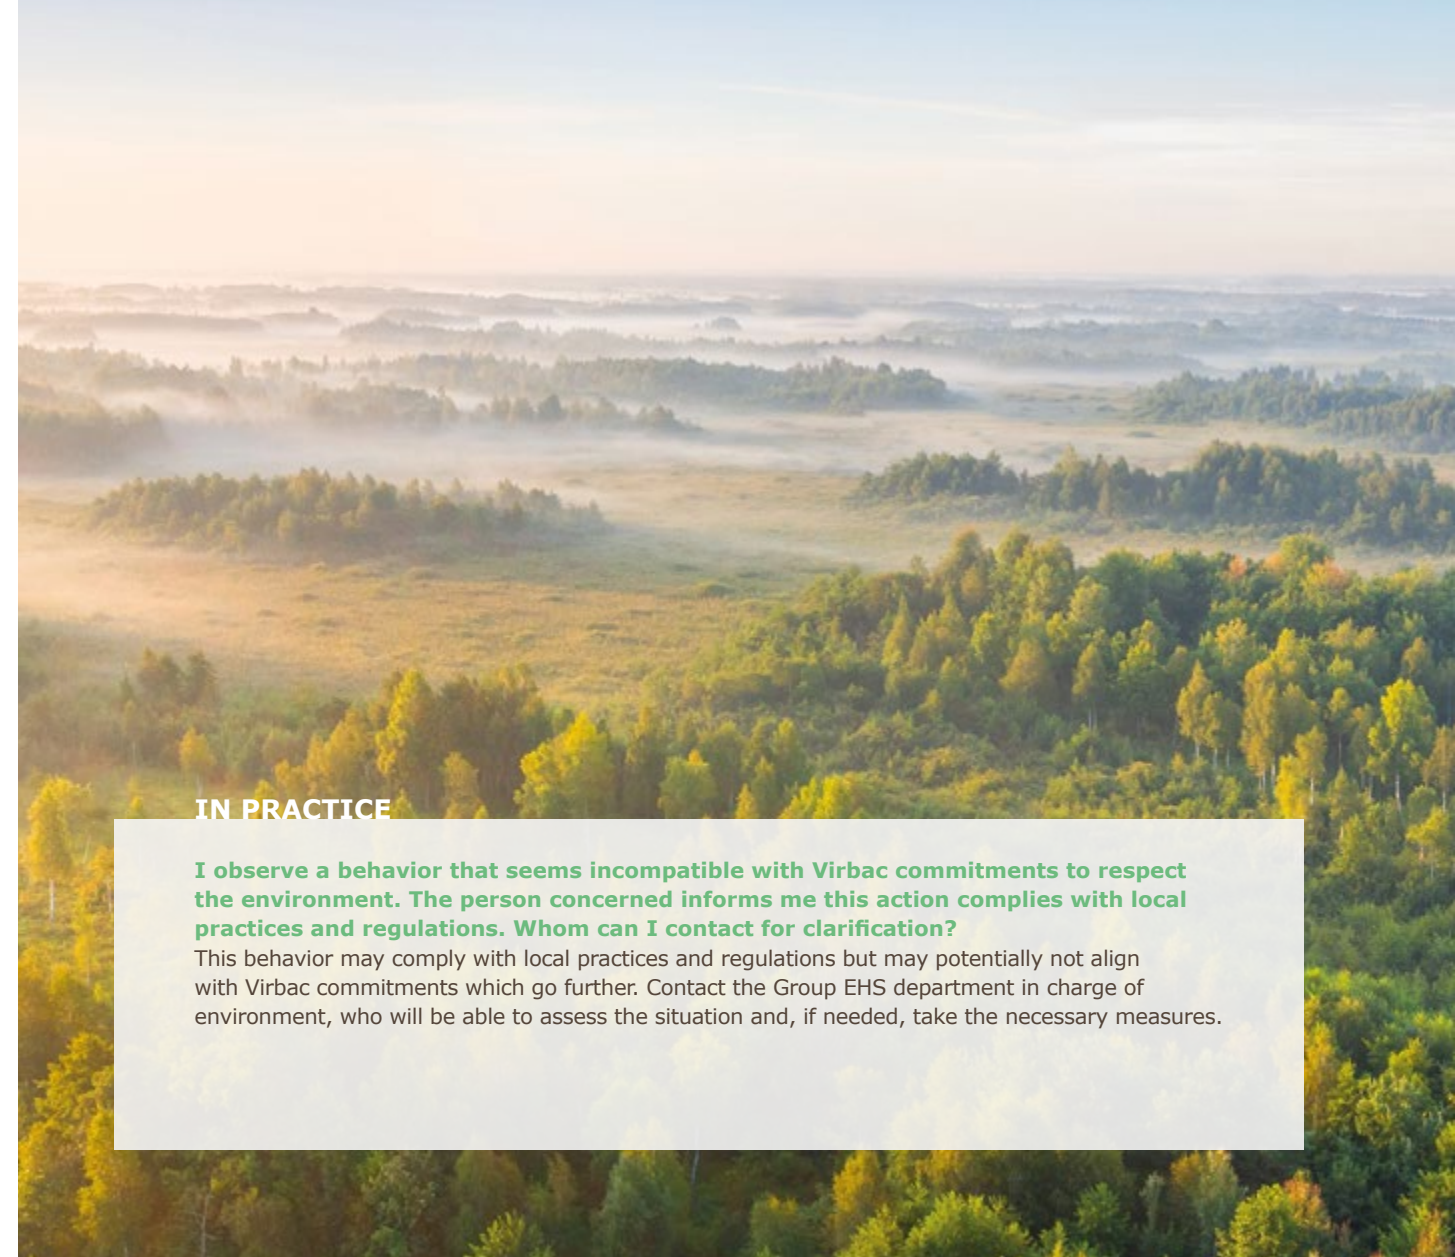 IN PRACTICE
I observe a behavior that seems incompatible with Virbac commitments to respect
the environment. The person concerned informs me this action complies with local
practices and regulations. Whom can I contact for clarification?
This behavior may comply with local practices and regulations but may potentially not align
with Virbac commitments which go further. Contact the Group EHS department in charge of
environment, who will be able to assess the situation and, if needed, take the necessary measures.